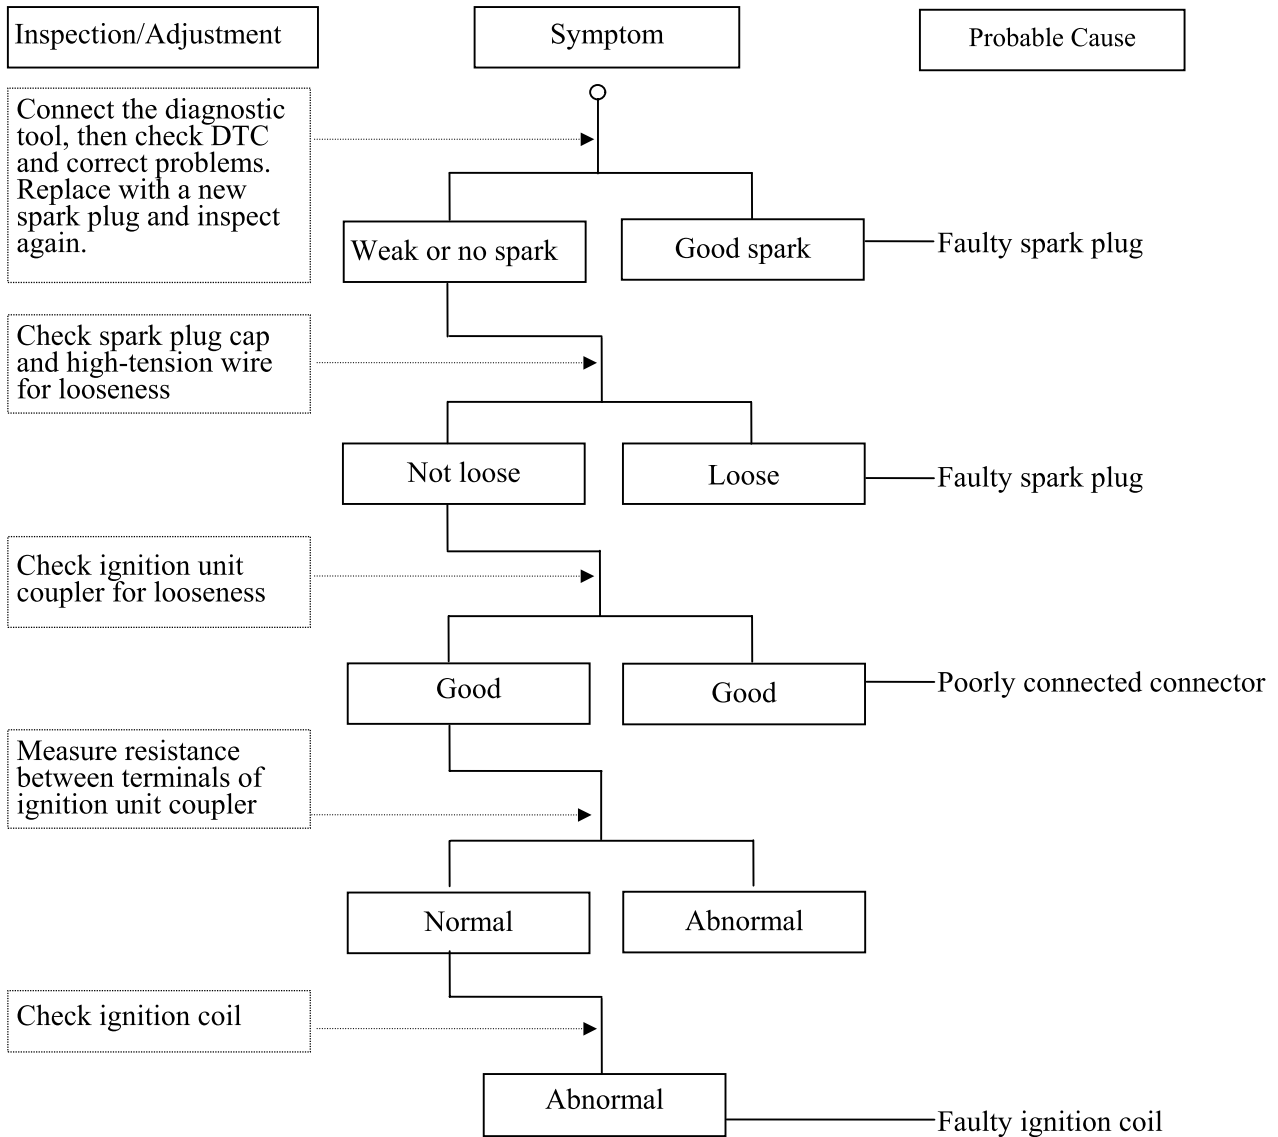 Inspection/Adjustment
Symptom
Probable Cause
Connect the diagnostic
tool, then check DTC
and correct problems.
Replace with a new
spark plug and inspect
again.
Weak or no spark
Good spark
Faulty spark plug
Check spark plug cap
and high-tension wire
for looseness
Not loose
Loose
Faulty spark plug
Check ignition unit
coupler for looseness
Good
Good
Poorly connected connector
Measure resistance
between terminals of
ignition unit coupler
Normal
Abnormal
Check ignition coil
Abnormal
Faulty ignition coil